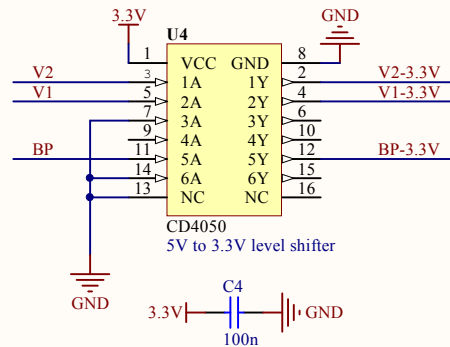 3.3V
GND
U4
1 VCC GND 8
V2 3 1A 1Y 2 V2-3.3V
V1 5 2A 2Y 4 V1-3.3V
7 3A 3Y 6
9 4A 4Y 10
BP 11 5A 5Y 12 BP-3.3V
14 6A 6Y 15
13 NC NC 16
CD4050
5V to 3.3V level shifter
GND
C4
3.3V
GND
100n